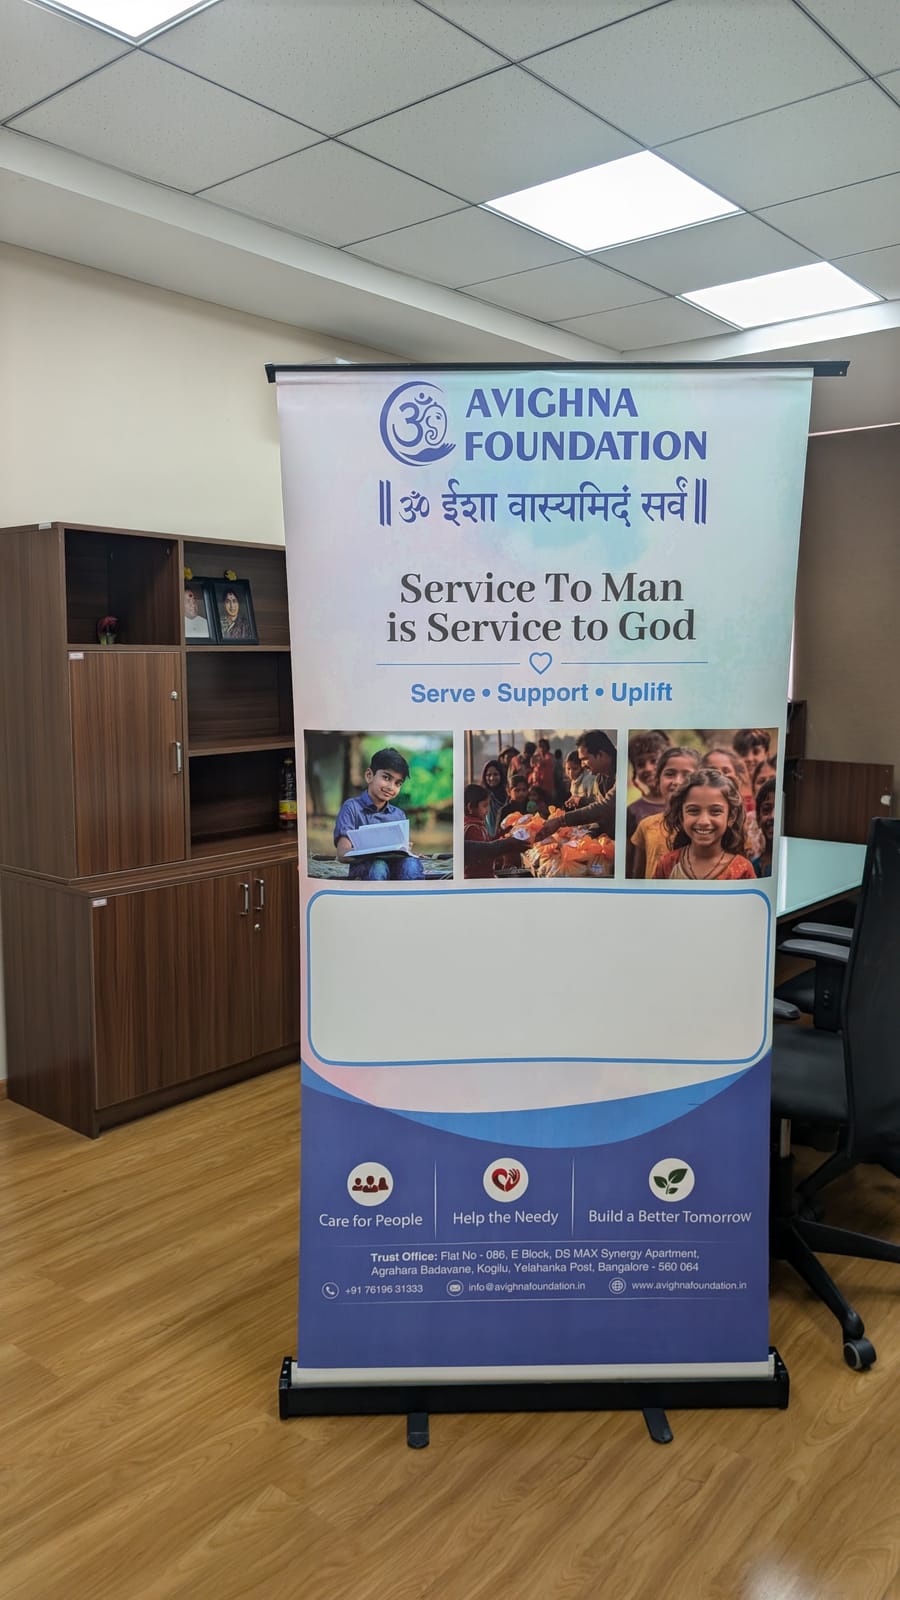 AVIGHNA
FOUNDATION
॥ॐ ईशा वास्यमिदं सर्वं॥
Service To Man
is Service to God
Serve • Support • Uplift
Care for People
Help the Needy
Build a Better Tomorrow
Trust Office: Flat No - 086, E Block, DS MAX Synergy Apartment,
Agrahara Badavane, Kogilu, Yelahanka Post, Bangalore - 560 064
+91 76196 31333 info@avighnafoundation.in www.avighnafoundation.in